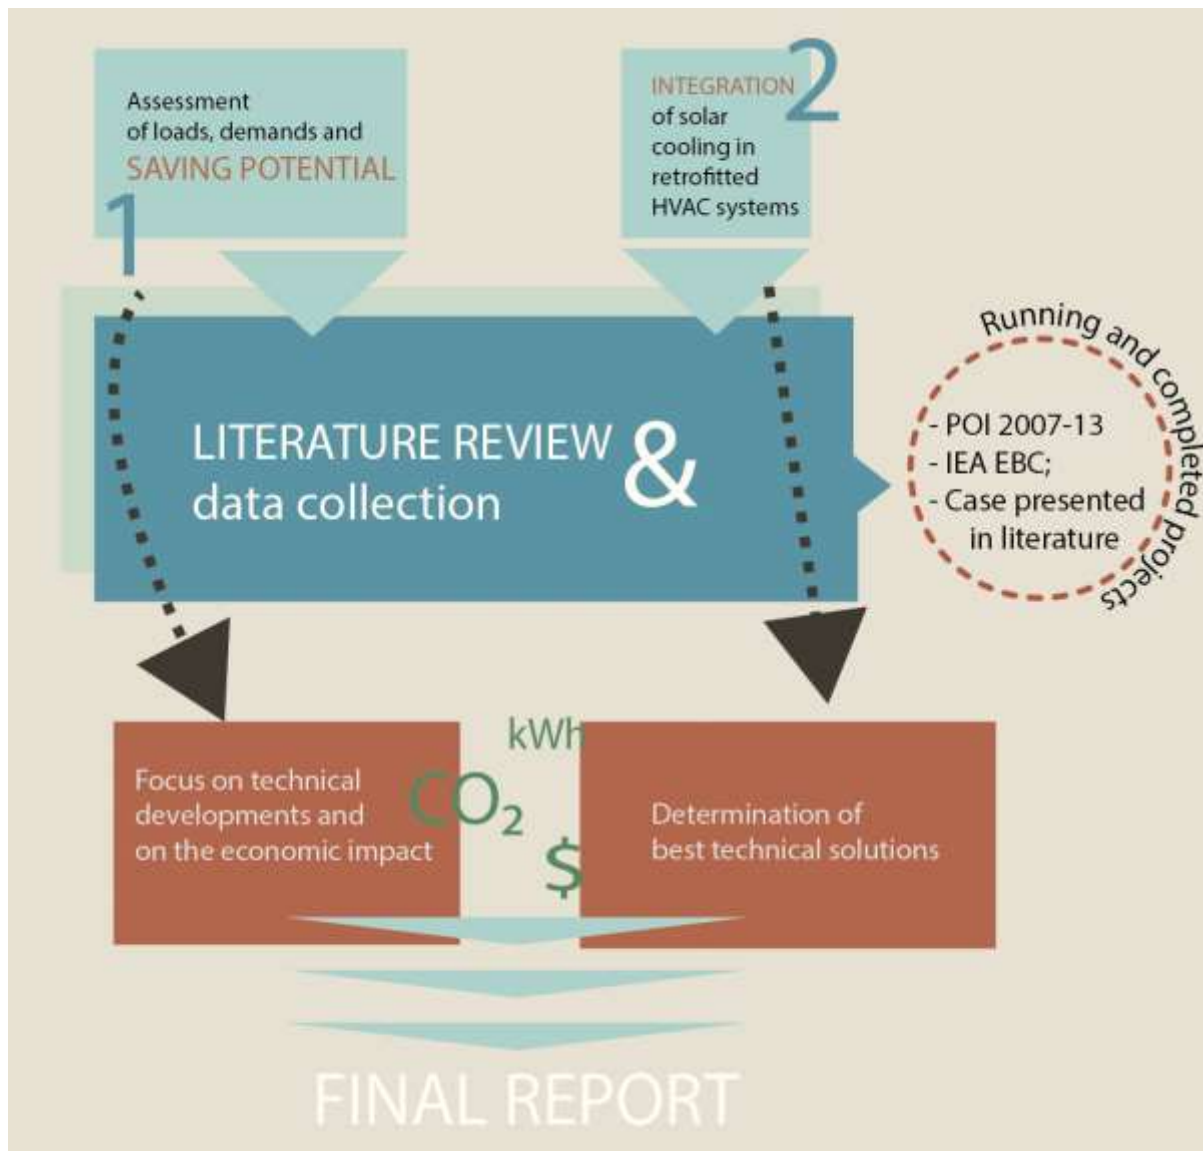 1
Assessment
of loads, demands and
SAVING POTENTIAL
2
INTEGRATION
of solar
cooling in
retrofitted
HVAC systems
LITERATURE REVIEW
data collection
&
Running and completed projects
- POI 2007-13
- IEA EBC;
- Case presented
in literature
Focus on technical
developments and
on the economic impact
kWh
CO₂
$
Determination of
best technical solutions
FINAL REPORT